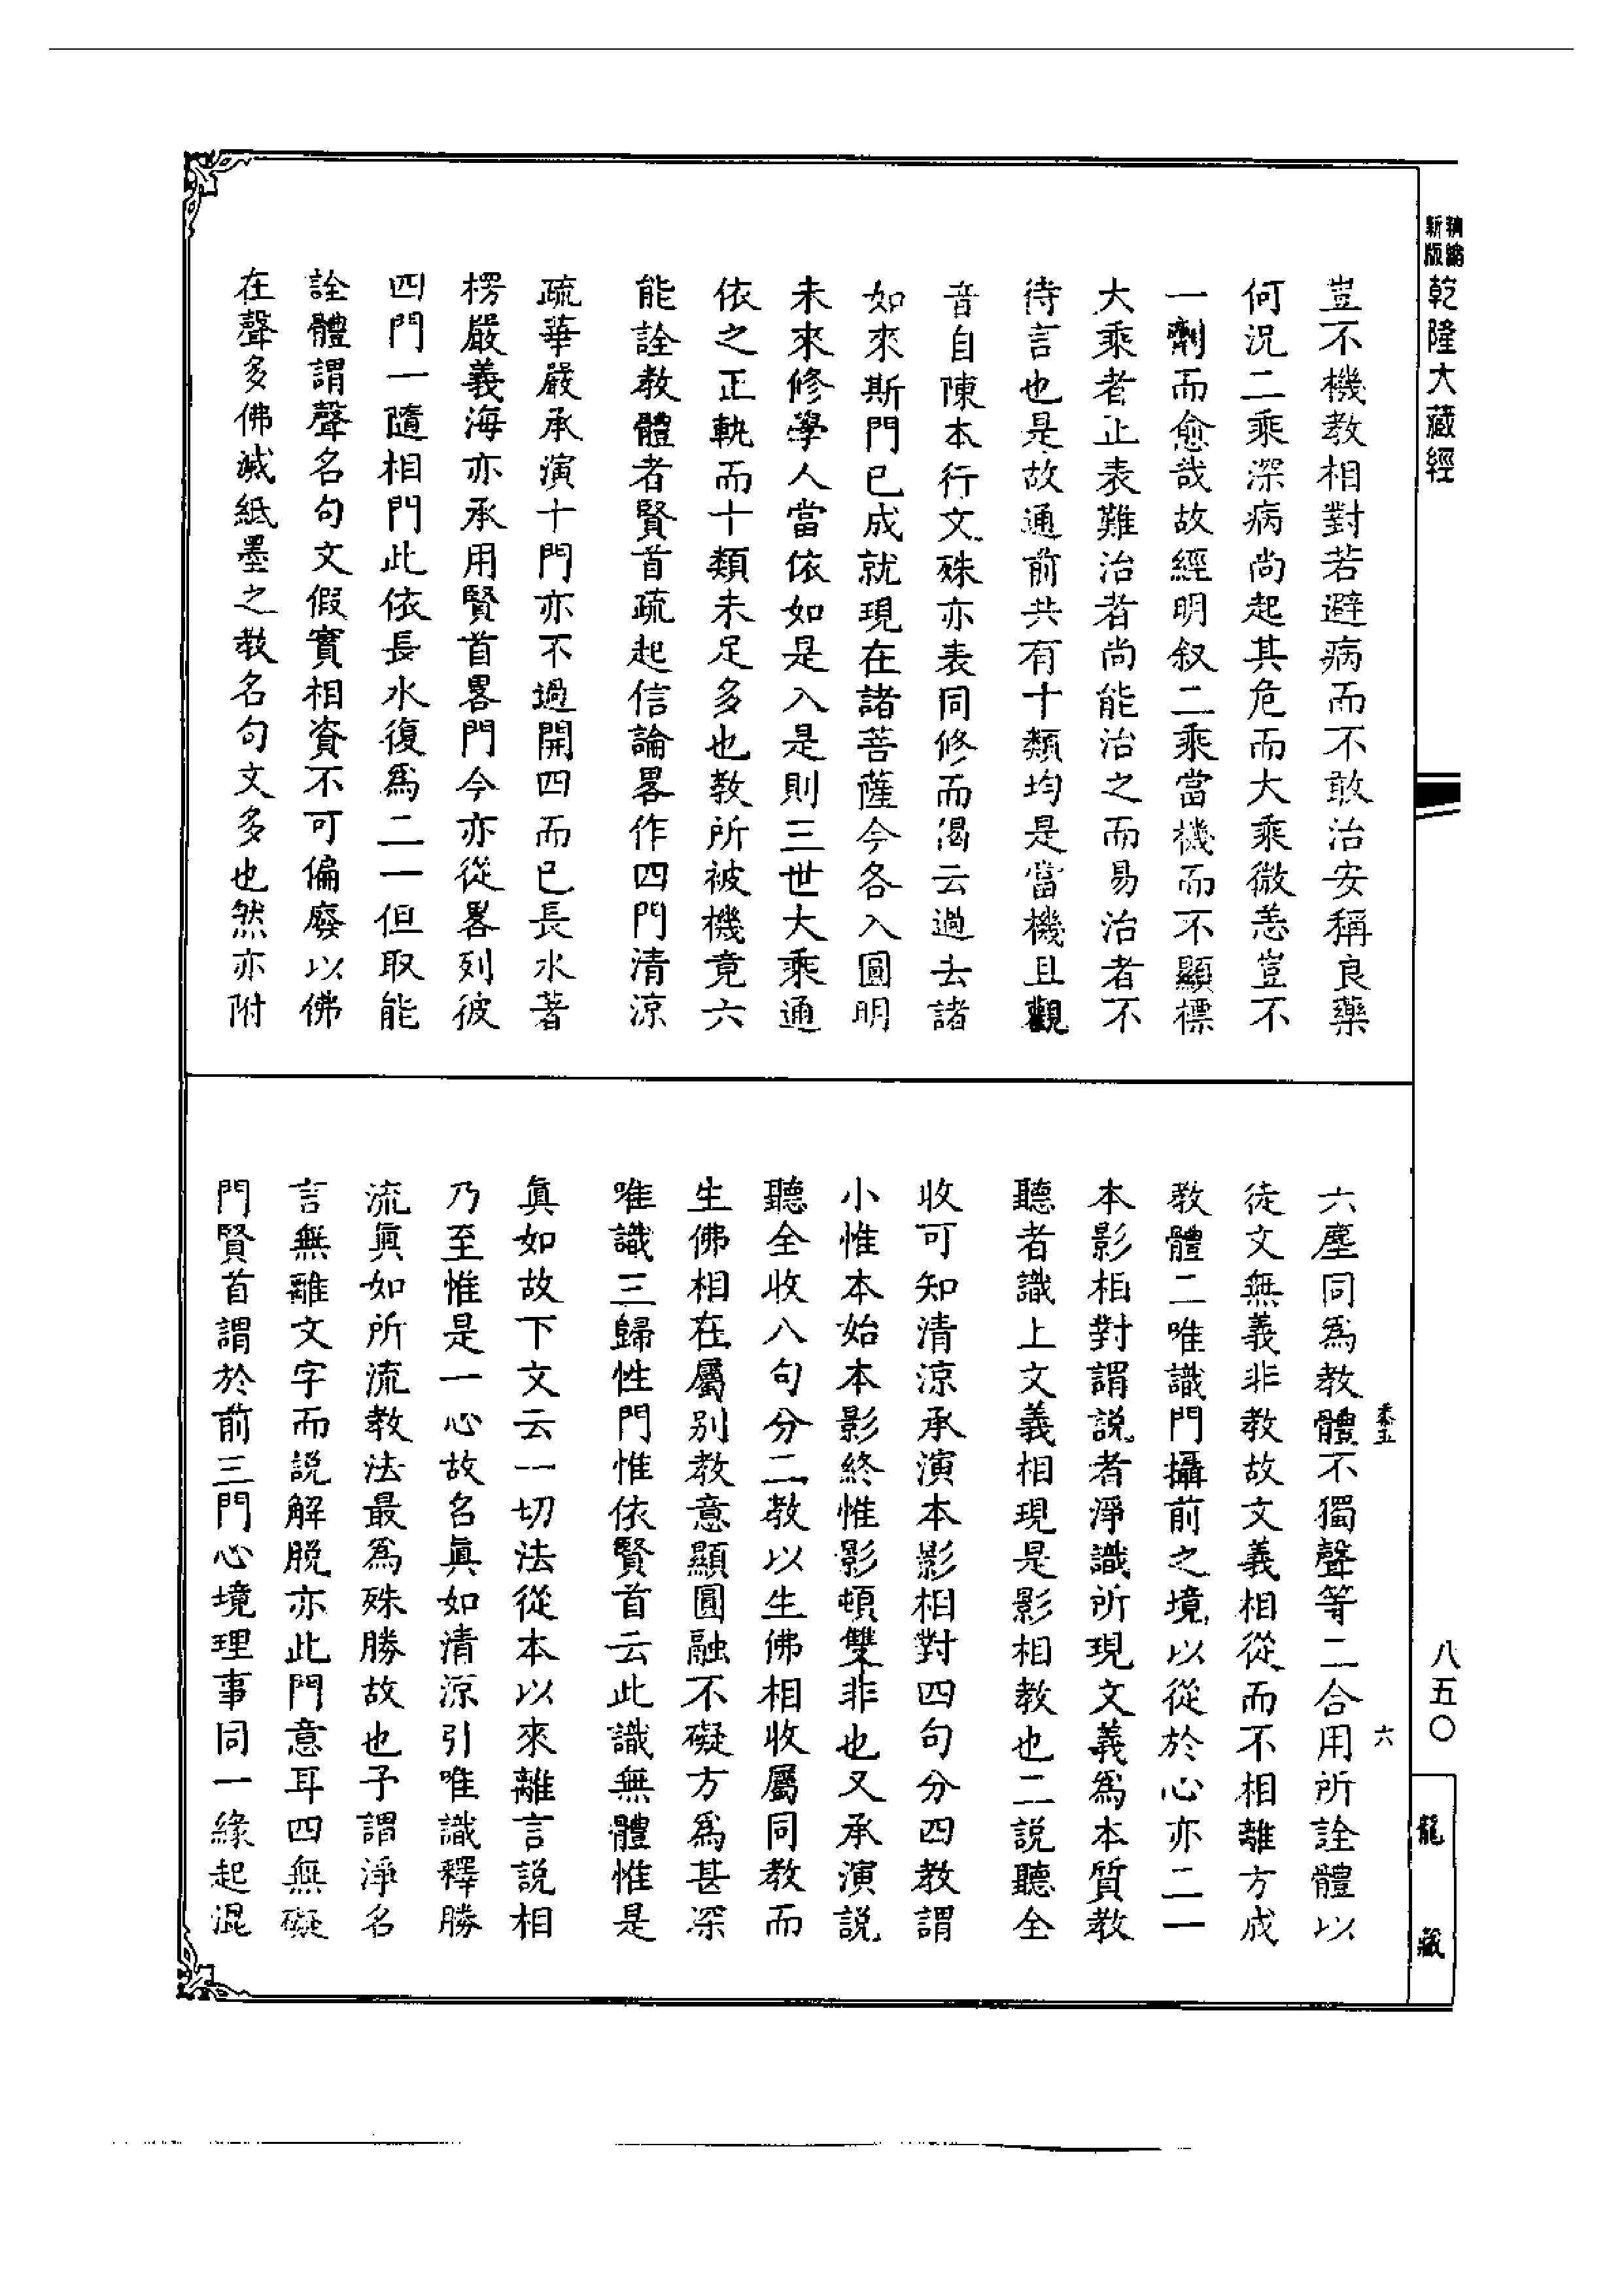 精編新版
乾隆大藏經
豈不機教相對若避病而不敢治安稱良藥
何況二乘深病尚起其危而大乘微恙豈不
一劑而愈哉故經明叙二乘當機而不顯標
大乘者止表難治者尚能治之而易治者不
待言也是故通前共有十類均是當機且觀
音自陳本行文殊亦表同修而偈云過去諸
如來斯門已成就現在諸菩薩今各入圓明
未來修學人當依如是入是則三世大乘通
依之正軌而十類未足多也教所被機竟六
能詮教體者賢首疏起信論畧作四門清涼
疏華嚴承演十門亦不過開四而已長水著
楞嚴義海亦承用賢首畧門今亦從畧列彼
四門一隨相門此依長水復為二一但取能
詮體謂聲名句文假實相資不可偏廢以佛
在聲多佛滅紙墨之教名句文多也然亦附
六塵同為教體不獨聲等二合用所詮體以
徒文無義非教故文義相從而不相離方成
教體二唯識門攝前之境以從於心亦二一
本影相對謂説者淨識所現文義為本質教
聽者識上文義相現是影相教也二説聽全
收可知清涼承演本影相對四句分四教謂
小惟本始本影終惟影頓雙非也又承演説
聽全收八句分二教以生佛相收屬同教而
生佛相在屬別教意顯圓融不礙方為甚深
唯識三歸性門惟依賢首云此識無體惟是
真如故下文云一切法從本以來離言説相
乃至惟是一心故名真如清涼引唯識釋勝
流真如所流教法最為殊勝故也予謂淨名
言無離文字而説解脱亦此門意耳四無礙
門賢首謂於前三門心境理事同一緣起混
六
八五〇
龍藏